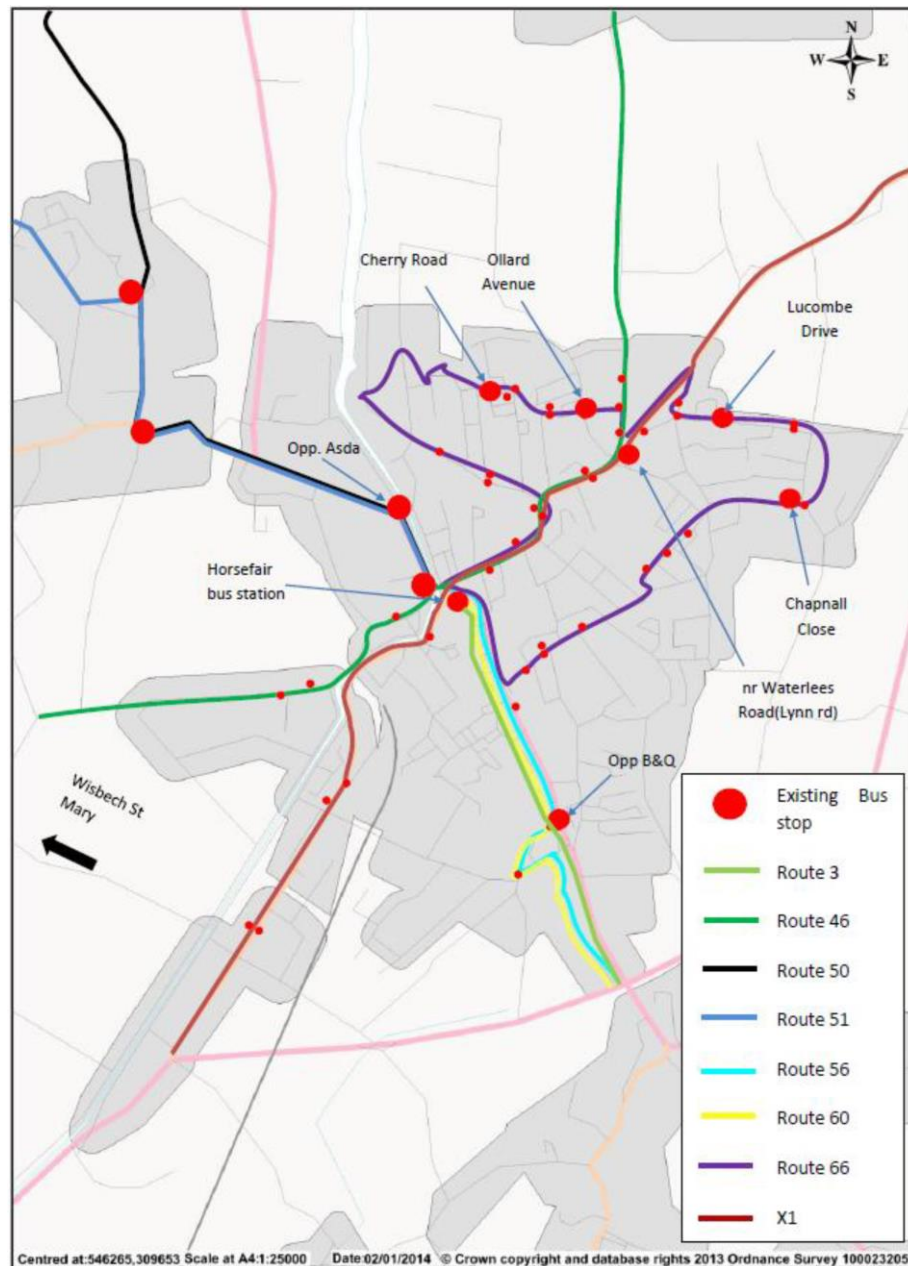 N
W E
S
Cherry Road
Ollard
Avenue
Lucombe
Drive
Opp. Asda
Horsefair
bus station
Chapnall
Close
nr Waterlees
Road(Lynn rd)
Opp B&Q
Wisbech St
Mary
Existing Bus
stop
Route 3
Route 46
Route 50
Route 51
Route 56
Route 60
Route 66
X1
Centred at:546265,309653 Scale at A4:1:25000 Date:02/01/2014 © Crown copyright and database rights 2013 Ordnance Survey 100023205